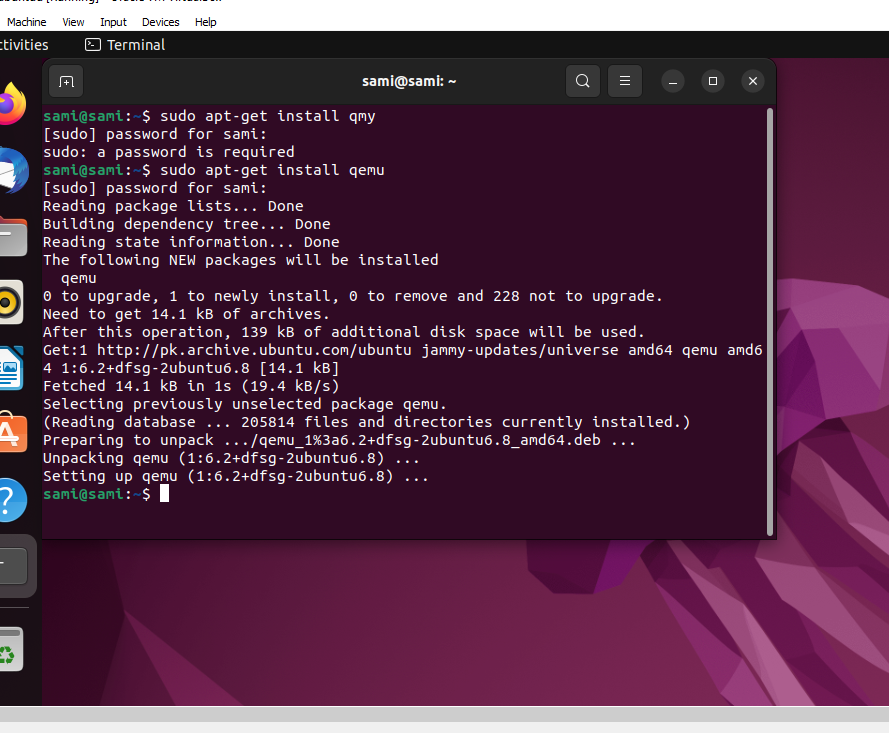 Machine View Input Devices Help
Terminal
sami@sami: ~
sami@sami:~$ sudo apt-get install qmy
[sudo] password for sami:
sudo: a password is required
sami@sami:~$ sudo apt-get install qemu
[sudo] password for sami:
Reading package lists... Done
Building dependency tree... Done
Reading state information... Done
The following NEW packages will be installed
qemu
0 to upgrade, 1 to newly install, 0 to remove and 228 not to upgrade.
Need to get 14.1 kB of archives.
After this operation, 139 kB of additional disk space will be used.
Get:1 http://pk.archive.ubuntu.com/ubuntu jammy-updates/universe amd64 qemu amd6
4 1:6.2+dfsg-2ubuntu6.8 [14.1 kB]
Fetched 14.1 kB in 1s (19.4 kB/s)
Selecting previously unselected package qemu.
(Reading database ... 205814 files and directories currently installed.)
Preparing to unpack .../qemu_1%3a6.2+dfsg-2ubuntu6.8_amd64.deb ...
Unpacking qemu (1:6.2+dfsg-2ubuntu6.8) ...
Setting up qemu (1:6.2+dfsg-2ubuntu6.8) ...
sami@sami:~$